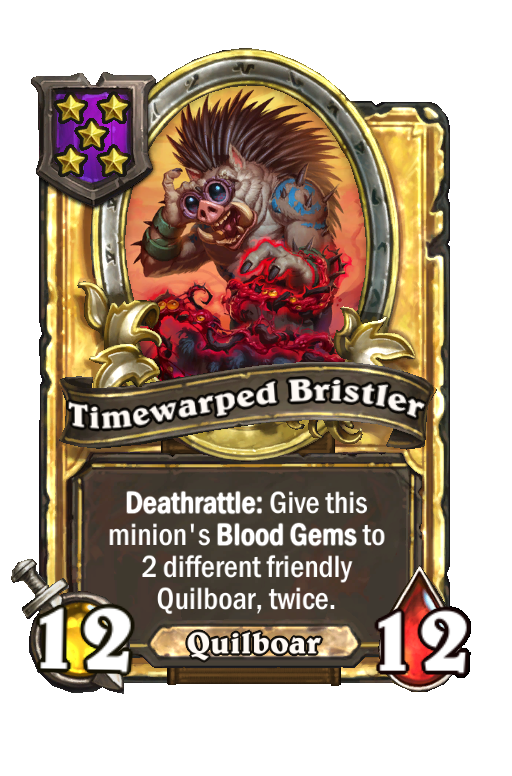 Timewarped Bristler
Deathrattle: Give this
minion's Blood Gems to
2 different friendly
Quilboar, twice.
12
Quilboar
12